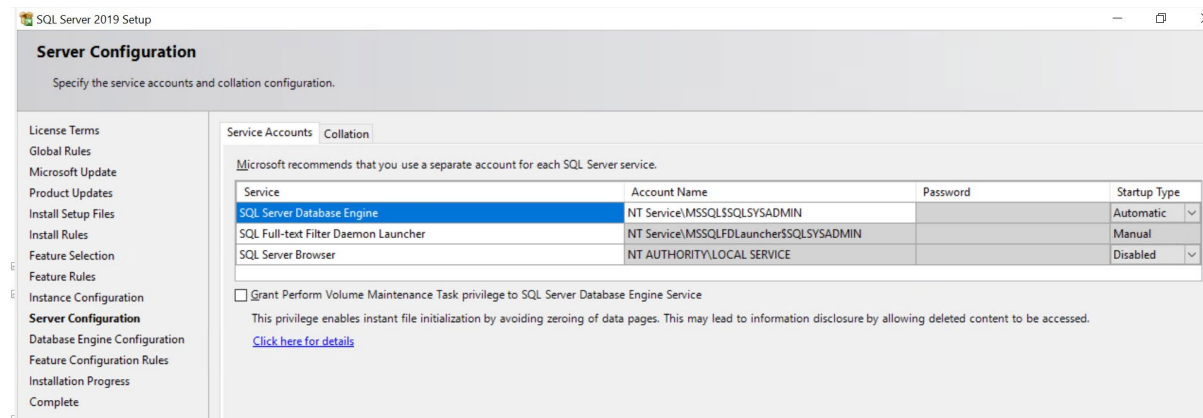 SQL Server 2019 Setup
Server Configuration
Specify the service accounts and collation configuration.
License Terms
Global Rules
Microsoft Update
Product Updates
Install Setup Files
Install Rules
Feature Selection
Feature Rules
Instance Configuration
Server Configuration
Database Engine Configuration
Feature Configuration Rules
Installation Progress
Complete
Service Accounts Collation
Microsoft recommends that you use a separate account for each SQL Server service.
Service Account Name Password Startup Type
SQL Server Database Engine NT Service\MSSQL$SQLSYSADMIN Automatic
SQL Full-text Filter Daemon Launcher NT Service\MSSQLFDLauncher$SQLSYSADMIN Manual
SQL Server Browser NT AUTHORITY\LOCAL SERVICE Disabled
Grant Perform Volume Maintenance Task privilege to SQL Server Database Engine Service
This privilege enables instant file initialization by avoiding zeroing of data pages. This may lead to information disclosure by allowing deleted content to be accessed.
Click here for details